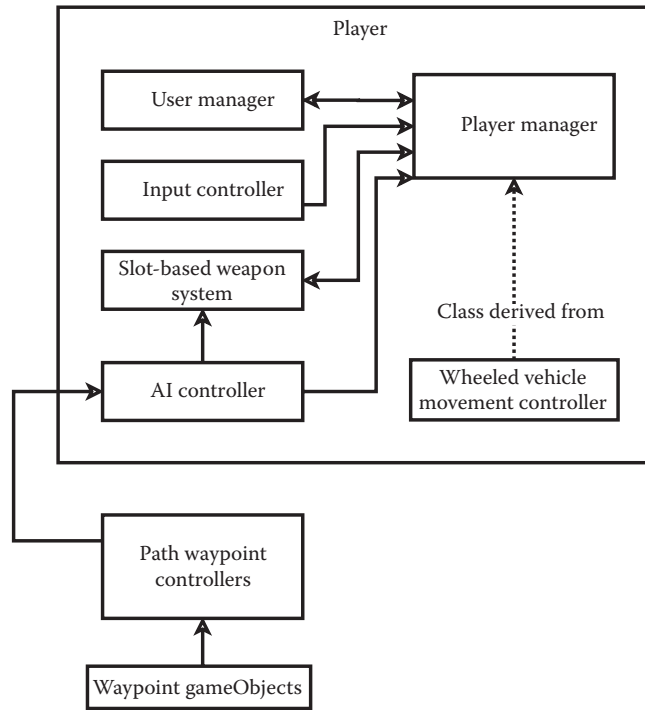 Player
User manager
Player manager
Input controller
Slot-based weapon
system
Class derived from
AI controller
Wheeled vehicle
movement controller
Path waypoint
controllers
Waypoint gameObjects